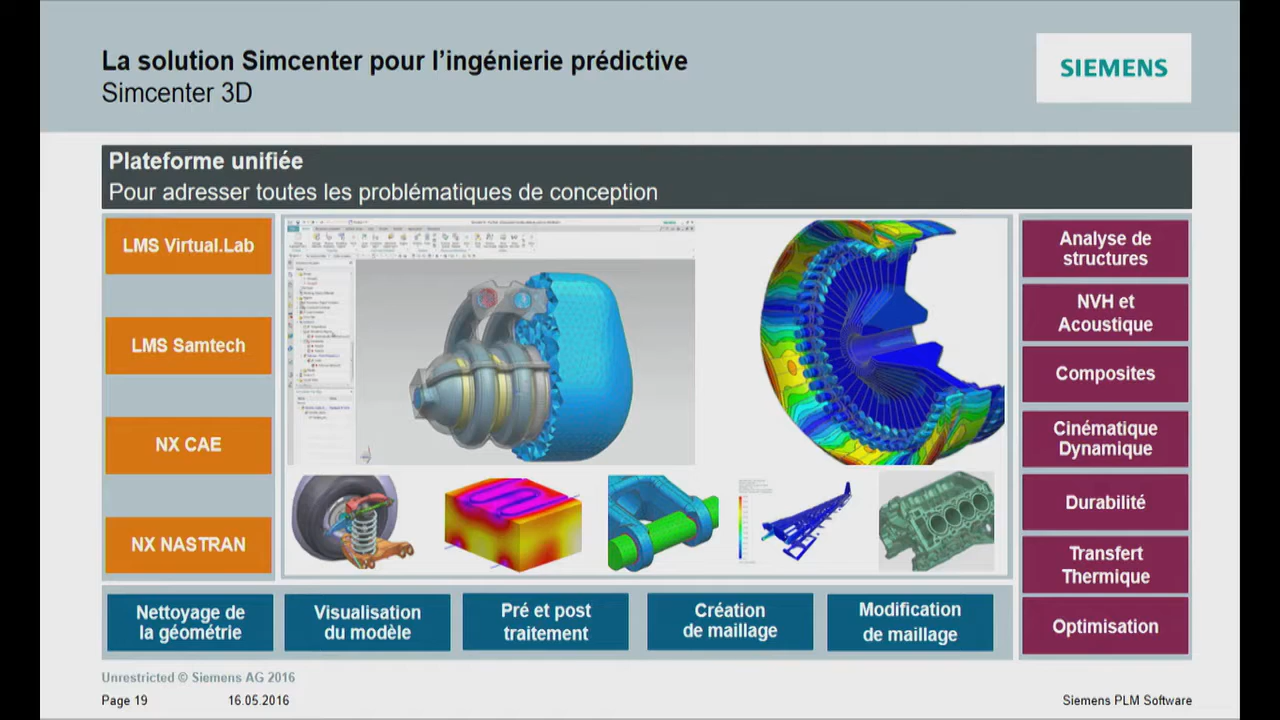 La solution Simcenter pour l’ingénierie prédictive
Simcenter 3D
SIEMENS
Plateforme unifiée
Pour adresser toutes les problématiques de conception
LMS Virtual.Lab
LMS Samtech
NX CAE
NX NASTRAN
Analyse de
structures
NVH et
Acoustique
Composites
Cinématique
Dynamique
Durabilité
Transfert
Thermique
Optimisation
Nettoyage de
la géométrie
Visualisation
du modèle
Pré et post
traitement
Création
de maillage
Modification
de maillage
Unrestricted © Siemens AG 2016
Page 19
16.05.2016
Siemens PLM Software